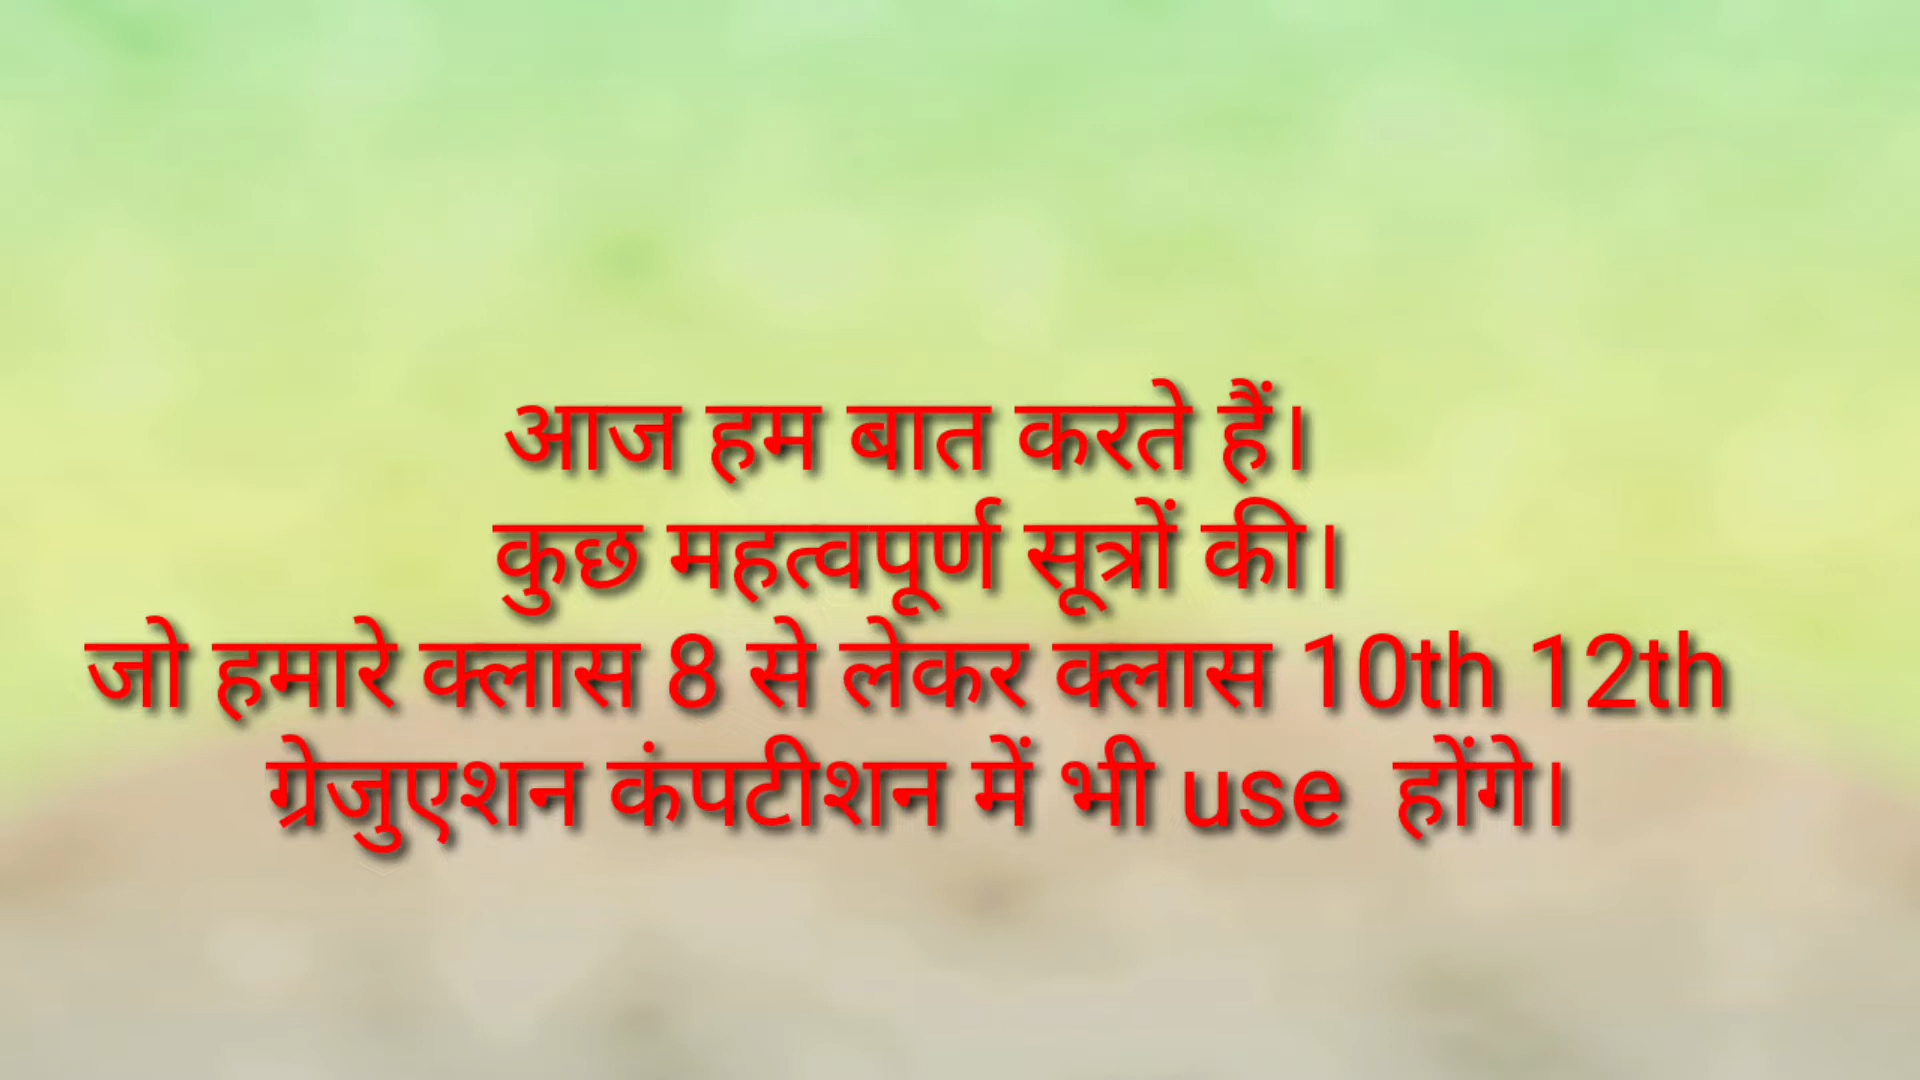 आज हम बात करते हैं।
कुछ महत्वपूर्ण सूत्रों की।
जो हमारे क्लास 8 से लेकर क्लास 10th 12th
ग्रेजुएशन कंपटीशन में भी use होंगे।